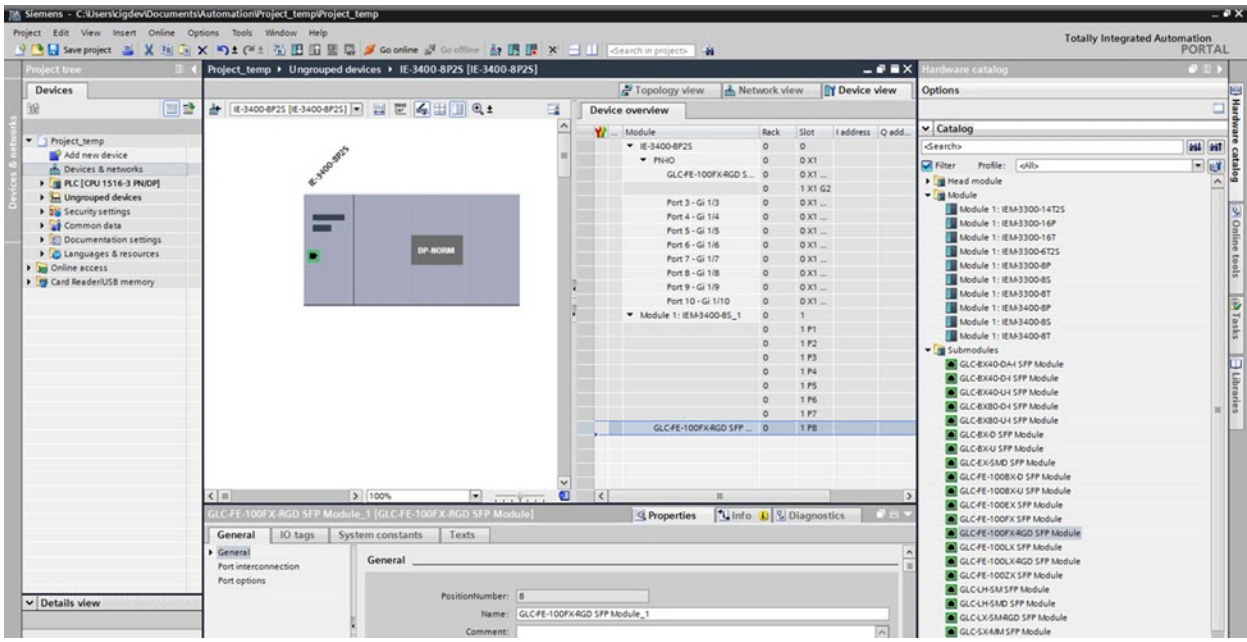 Siemens - C:\Users\cigdev\Documents\Automation\Project_temp\Project_temp
Project Edit View Insert Online Options Tools Window Help
Totally Integrated Automation
PORTAL
Save project
Go online
Go offline
<Search in project>
Project tree
Project_temp ▸ Ungrouped devices ▸ IE-3400-8P2S [IE-3400-8P2S]
Hardware catalog
Devices
Topology view
Network view
Device view
Options
IE-3400-8P2S [IE-3400-8P2S]
Device overview
Module Rack Slot I address Q add...
Catalog
<Search>
Filter Profile: <All>
Project_temp
Add new device
Devices & networks
PLC [CPU 1516-3 PN/DP]
Ungrouped devices
Security settings
Common data
Documentation settings
Languages & resources
Online access
Card Reader/USB memory
IE-3400-8P2S
DP-NORM
IE-3400-8P2S 0 0
PN-IO 0 0 X1
GLC-FE-100FX-RGD S... 0 0 X1 ...
0 1 X1 G2
Port 3 - Gi 1/3 0 0 X1 ...
Port 4 - Gi 1/4 0 0 X1 ...
Port 5 - Gi 1/5 0 0 X1 ...
Port 6 - Gi 1/6 0 0 X1 ...
Port 7 - Gi 1/7 0 0 X1 ...
Port 8 - Gi 1/8 0 0 X1 ...
Port 9 - Gi 1/9 0 0 X1 ...
Port 10 - Gi 1/10 0 0 X1 ...
Module 1: IEM-3400-8S_1 0 1
0 1 P1
0 1 P2
0 1 P3
0 1 P4
0 1 P5
0 1 P6
0 1 P7
GLC-FE-100FX-RGD SFP ... 0 1 P8
Head module
Module
Module 1: IEM-3300-14T2S
Module 1: IEM-3300-16P
Module 1: IEM-3300-16T
Module 1: IEM-3300-6T2S
Module 1: IEM-3300-8P
Module 1: IEM-3300-8S
Module 1: IEM-3300-8T
Module 1: IEM-3400-8P
Module 1: IEM-3400-8S
Module 1: IEM-3400-8T
Submodules
GLC-BX40-DA-I SFP Module
GLC-BX40-D-I SFP Module
GLC-BX40-U-I SFP Module
GLC-BX80-D-I SFP Module
GLC-BX80-U-I SFP Module
GLC-BX-D SFP Module
GLC-BX-U SFP Module
GLC-EX-SMD SFP Module
GLC-FE-100BX-D SFP Module
GLC-FE-100BX-U SFP Module
GLC-FE-100EX SFP Module
GLC-FE-100FX SFP Module
GLC-FE-100FX-RGD SFP Module
GLC-FE-100LX SFP Module
GLC-FE-100LX-RGD SFP Module
GLC-FE-100ZX SFP Module
GLC-LH-SM SFP Module
GLC-LH-SMD SFP Module
GLC-LX-SM-RGD SFP Module
GLC-SX-MM SFP Module
Devices & networks
Hardware catalog
Online tools
Tasks
Libraries
100%
GLC-FE-100FX-RGD SFP Module_1 [GLC-FE-100FX-RGD SFP Module]
Properties
Info
Diagnostics
General IO tags System constants Texts
General
Port interconnection
Port options
General
PositionNumber: 8
Name: GLC-FE-100FX-RGD SFP Module_1
Comment:
Details view